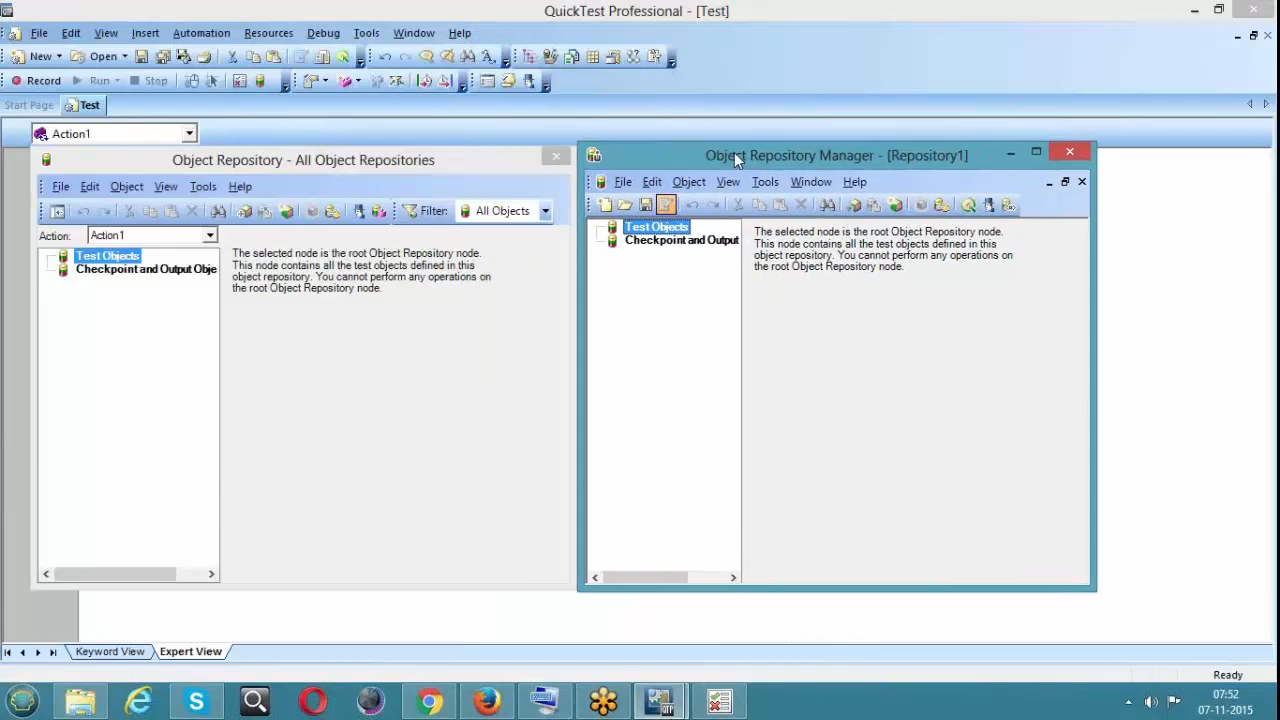 QuickTest Professional - [Test]
File Edit View Insert Automation Resources Debug Tools Window Help
New Open
Record Run Stop
Start Page Test
Action1
Object Repository - All Object Repositories
File Edit Object View Tools Help
Filter: All Objects
Action: Action1
Test Objects
Checkpoint and Output Obje
The selected node is the root Object Repository node.
This node contains all the test objects defined in this
object repository. You cannot perform any operations on
the root Object Repository node.
Object Repository Manager - [Repository1]
File Edit Object View Tools Window Help
Test Objects
Checkpoint and Output
The selected node is the root Object Repository node.
This node contains all the test objects defined in this
object repository. You cannot perform any operations on
the root Object Repository node.
Keyword View Expert View
Ready
QTP
07:52
07-11-2015